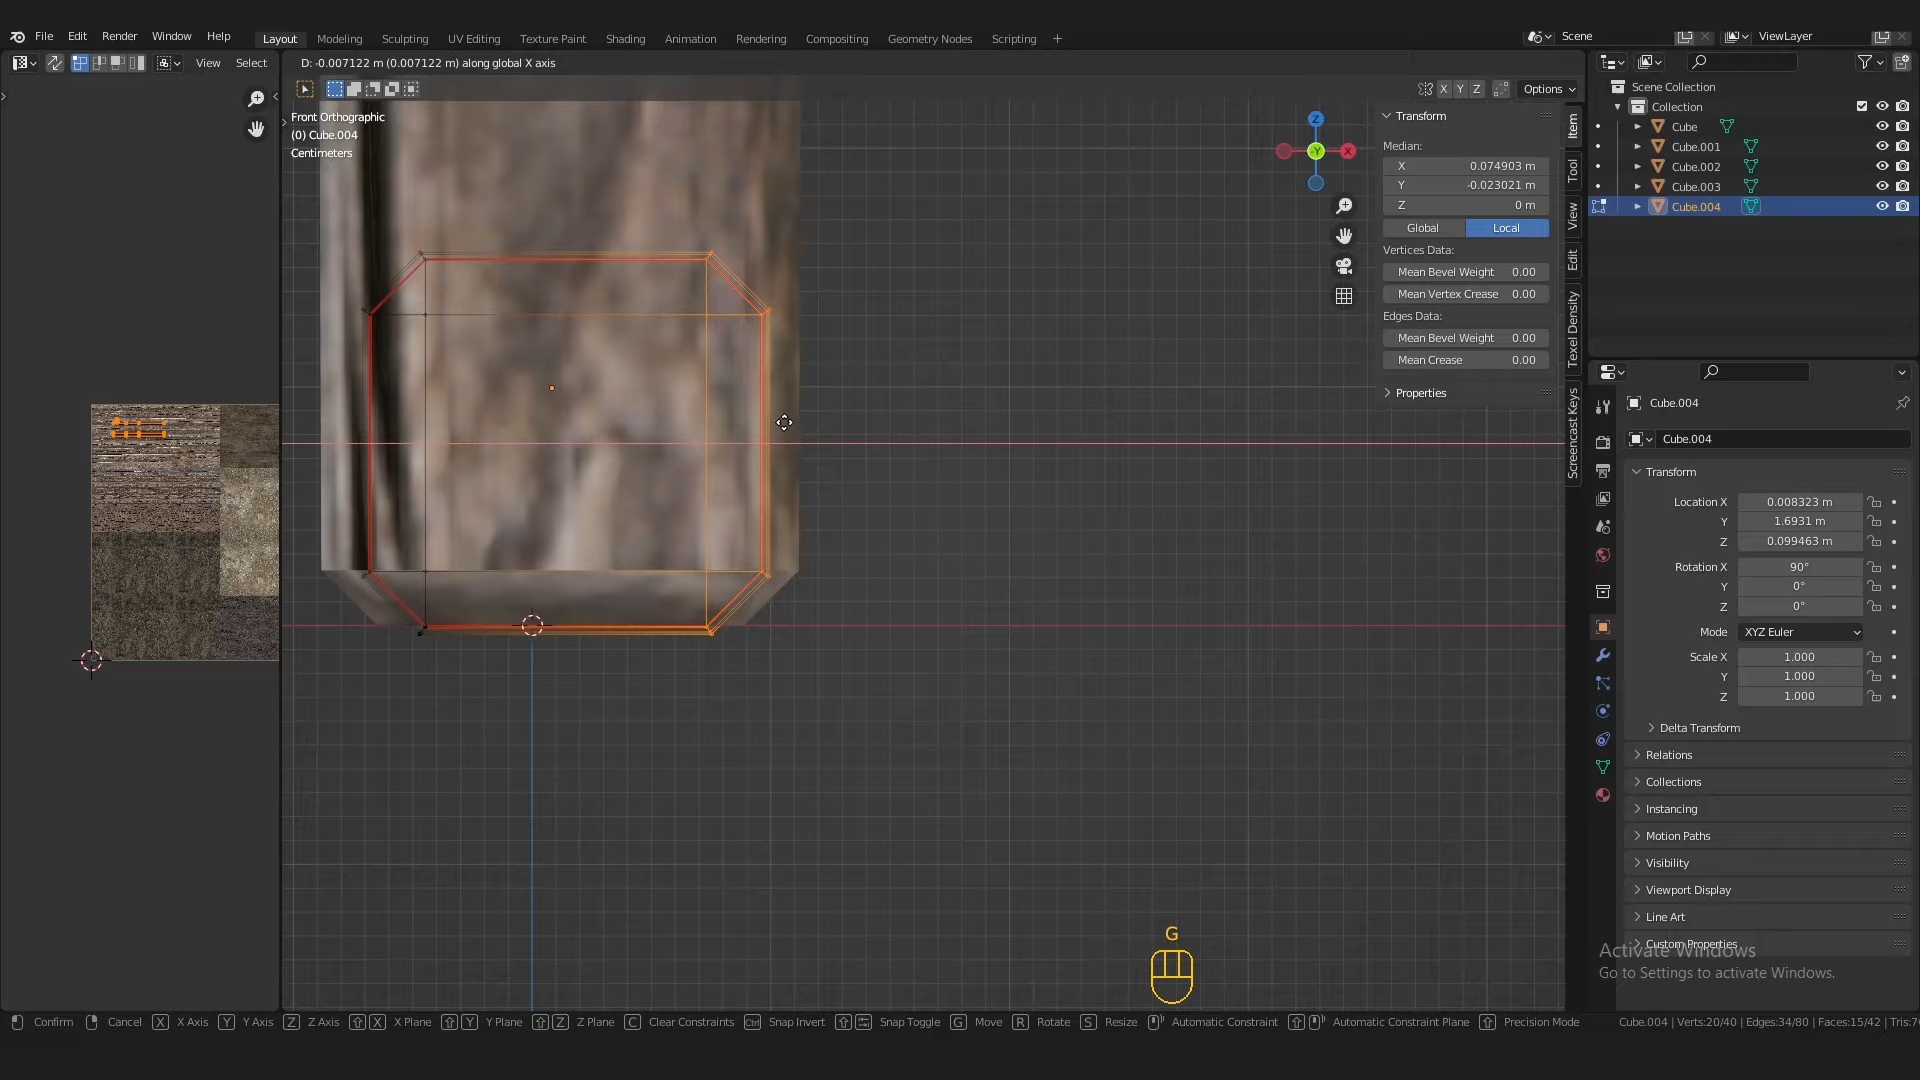 File Edit Render Window Help Layout Modeling Sculpting UV Editing Texture Paint Shading Animation Rendering Compositing Geometry Nodes Scripting + Scene ViewLayer
View Select D: -0.007122 m (0.007122 m) along global X axis
X Y Z Options
Front Orthographic
(0) Cube.004
Centimeters
Z
-Y
X
Transform
Median:
X 0.074903 m
Y -0.023021 m
Z 0 m
Global Local
Vertices Data:
Mean Bevel Weight 0.00
Mean Vertex Crease 0.00
Edges Data:
Mean Bevel Weight 0.00
Mean Crease 0.00
Properties
Item
Tool
View
Edit
Texel Density
Screencast Keys
Scene Collection
Collection
Cube
Cube.001
Cube.002
Cube.003
Cube.004
Cube.004
Cube.004
Transform
Location X 0.008323 m
Y 1.6931 m
Z 0.099463 m
Rotation X 90°
Y 0°
Z 0°
Mode XYZ Euler
Scale X 1.000
Y 1.000
Z 1.000
Delta Transform
Relations
Collections
Instancing
Motion Paths
Visibility
Viewport Display
Line Art
Custom Properties
Activate Windows
Go to Settings to activate Windows.
G
Confirm Cancel X X Axis Y Y Axis Z Z Axis X X Plane Y Y Plane Z Z Plane C Clear Constraints Ctrl Snap Invert Snap Toggle G Move R Rotate S Resize Automatic Constraint Automatic Constraint Plane Precision Mode Cube.004 | Verts:20/40 | Edges:34/80 | Faces:15/42 | Tris:7